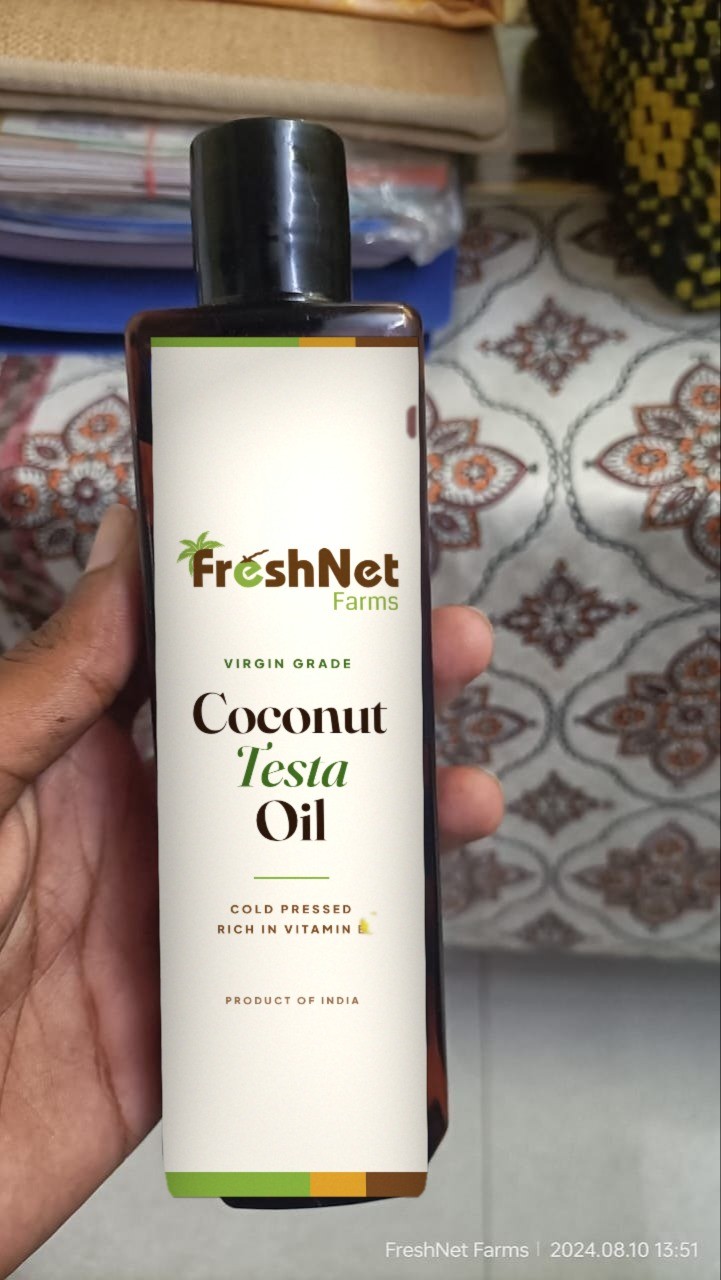 FreshNet
Farms
VIRGIN GRADE
Coconut
Testa
Oil
COLD PRESSED
RICH IN VITAMIN E
PRODUCT OF INDIA
FreshNet Farms | 2024.08.10 13:51